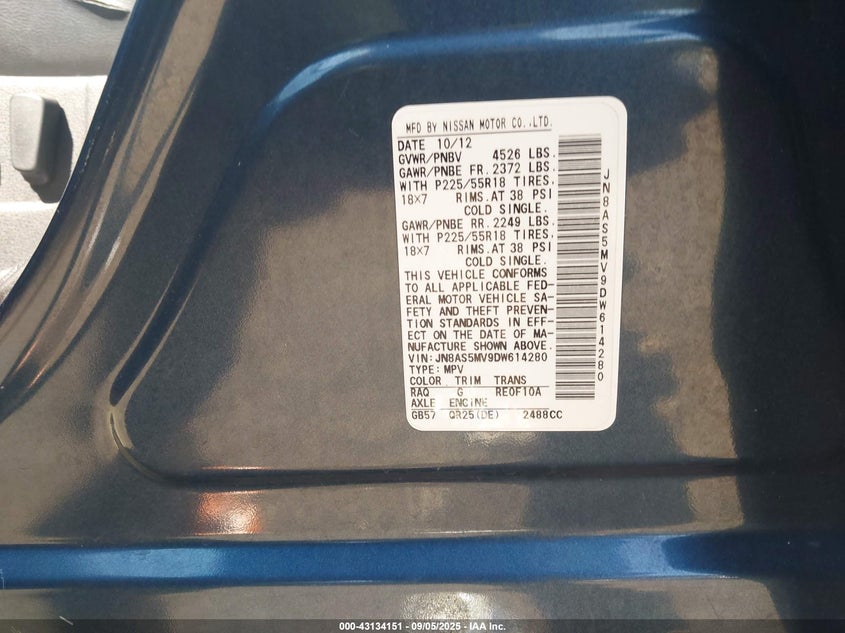 MFD BY NISSAN MOTOR CO.,LTD.
DATE 10/12
GVWR/PNBV 4526 LBS.
GAWR/PNBE FR. 2372 LBS.
WITH P225/55R18 TIRES,
18x7 RIMS.AT 38 PSI
COLD SINGLE.
GAWR/PNBE RR. 2249 LBS.
WITH P225/55R18 TIRES,
18x7 RIMS.AT 38 PSI
COLD SINGLE.
THIS VEHICLE CONFORMS
TO ALL APPLICABLE FED-
ERAL MOTOR VEHICLE SA-
FETY AND THEFT PREVEN-
TION STANDARDS IN EFF-
ECT ON THE DATE OF MA-
NUFACTURE SHOWN ABOVE.
VIN: JN8AS5MV9DW614280
TYPE: MPV
COLOR TRIM TRANS
RAQ G RE0F10A
AXLE ENGINE
GB57 QR25(DE) 2488CC
JN8AS5MV9DW614280
000-43134151 - 09/05/2025 - IAA Inc.